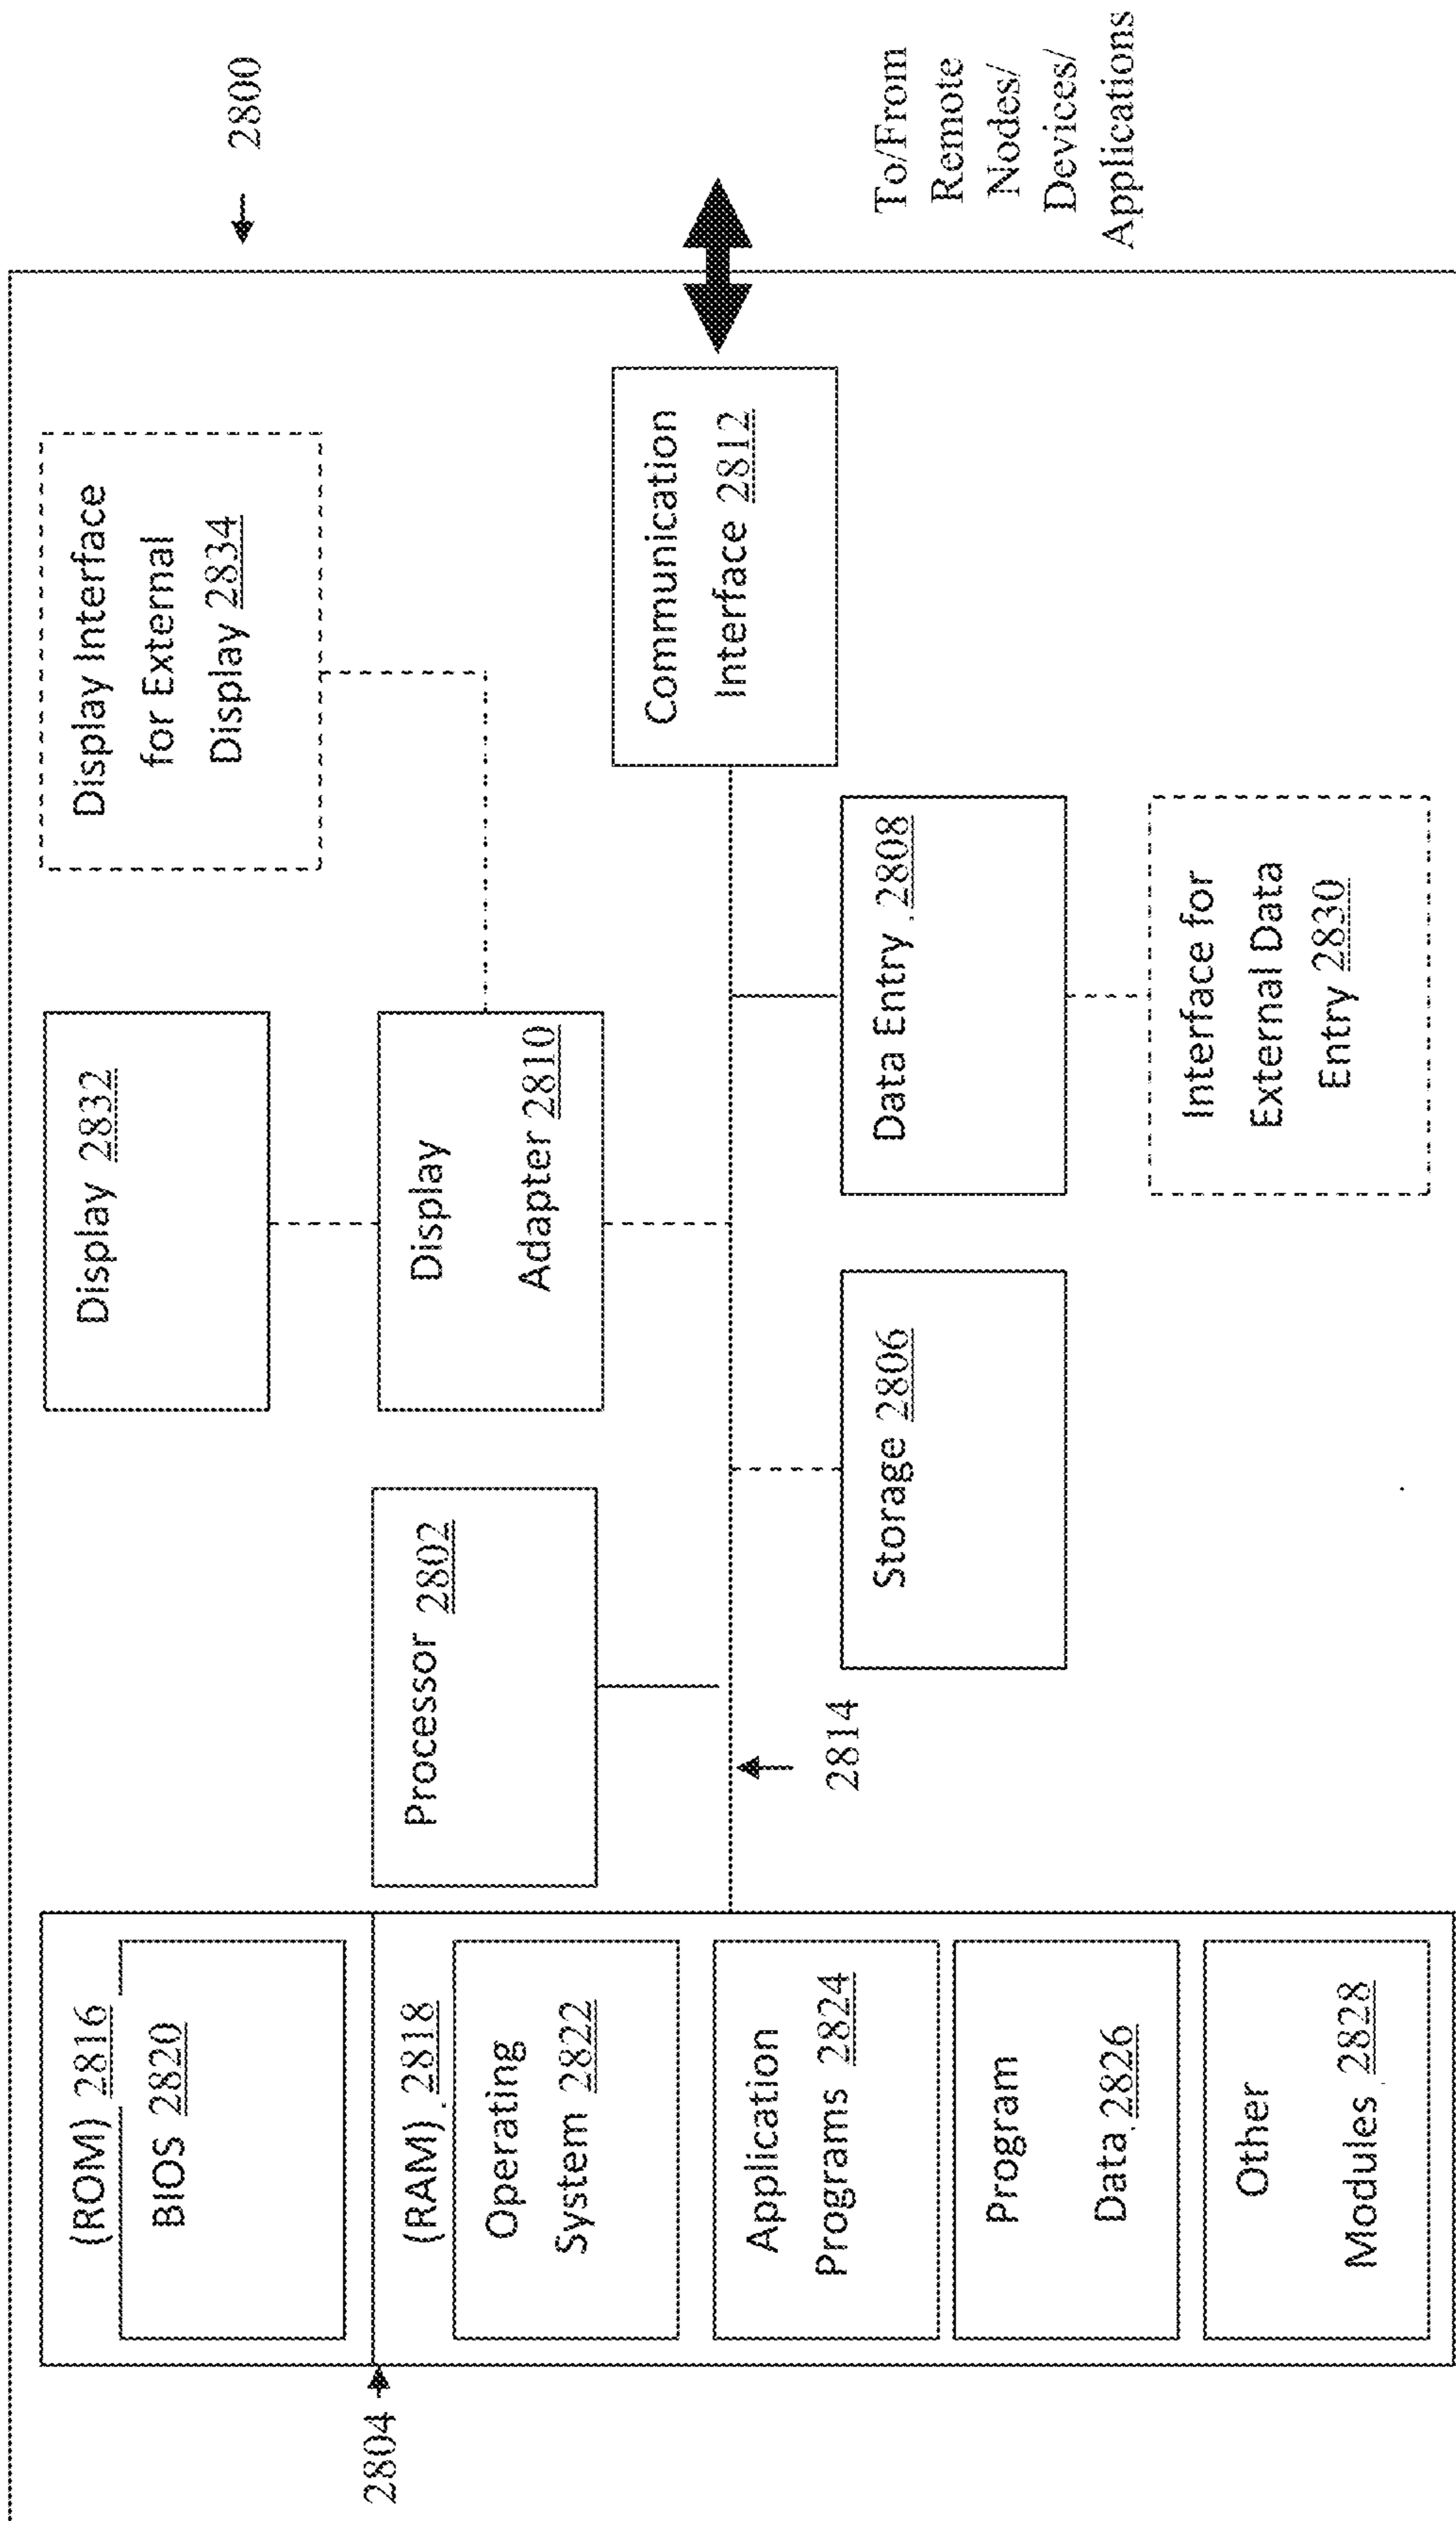 2800
2804
(ROM) 2816
BIOS 2820
(RAM) 2818
Operating
System 2822
Application
Programs 2824
Program
Data 2826
Other
Modules 2828
Processor 2802
2814
Display 2832
Display
Adapter 2810
Storage 2806
Display Interface
for External
Display 2834
Communication
Interface 2812
Data Entry 2808
Interface for
External Data
Entry 2830
To/From
Remote
Nodes/
Devices/
Applications